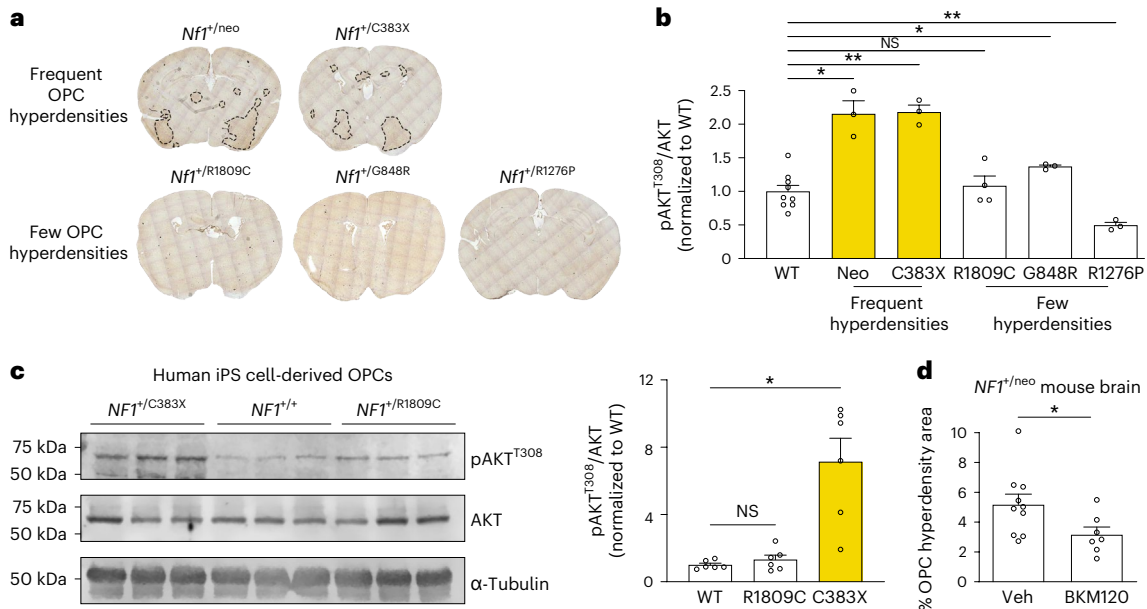 a
Nf1+/neo
Nf1+/C383X
Frequent
OPC
hyperdensities
Nf1+/R1809C
Nf1+/G848R
Nf1+/R1276P
Few OPC
hyperdensities
b
**
*
NS
**
*
pAKTT308/AKT
(normalized to WT)
2.5
2.0
1.5
1.0
0.5
0
WT
Neo
C383X
R1809C
G848R
R1276P
Frequent
hyperdensities
Few
hyperdensities
c
Human iPS cell-derived OPCs
NF1+/C383X
NF1+/+
NF1+/R1809C
75 kDa
50 kDa
pAKTT308
75 kDa
50 kDa
AKT
50 kDa
α-Tubulin
pAKTT308/AKT
(normalized to WT)
12
8
4
0
*
NS
WT
R1809C
C383X
d
NF1+/neo mouse brain
*
% OPC hyperdensity area
10
8
6
4
2
0
Veh
BKM120